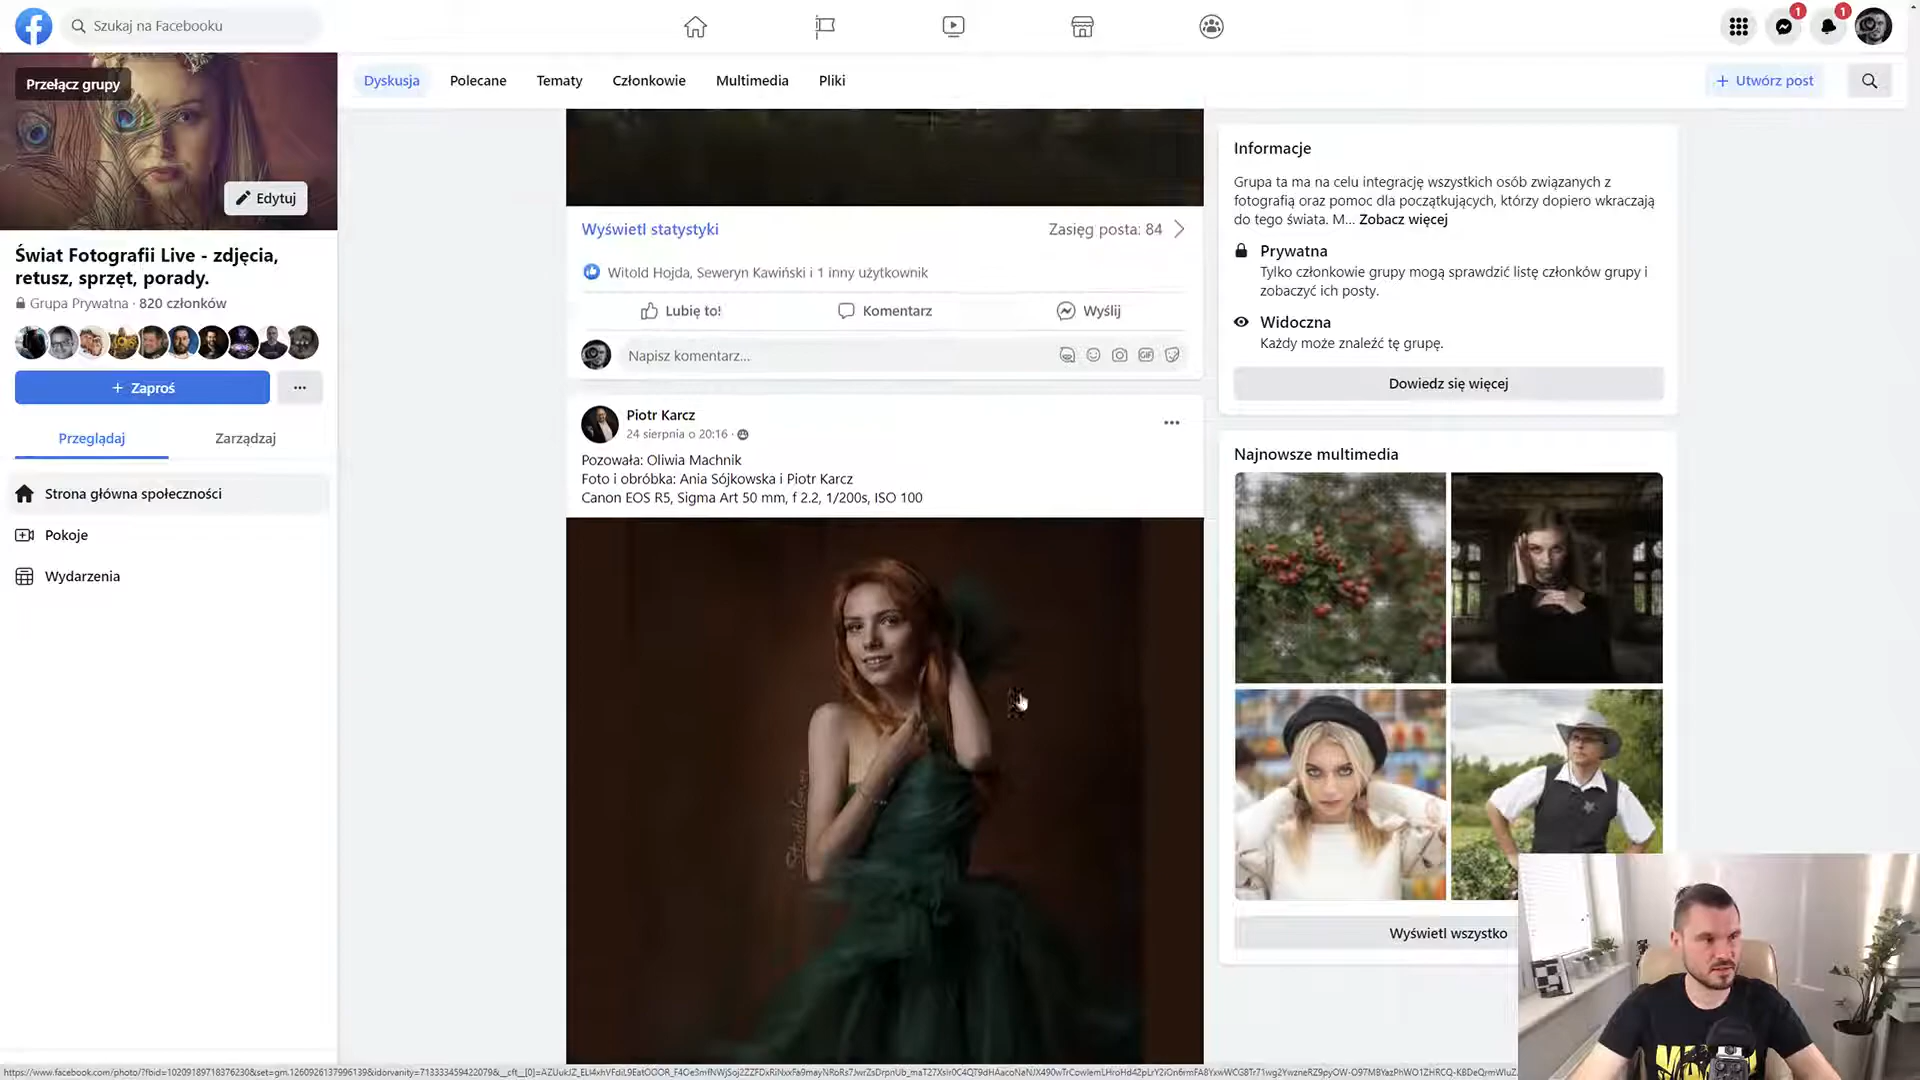 Szukaj na Facebooku
1
1
Przełącz grupy
Edytuj
Świat Fotografii Live - zdjęcia,
retusz, sprzęt, porady.
Grupa Prywatna · 820 członków
+ Zaproś
Przeglądaj
Zarządzaj
Strona główna społeczności
Pokoje
Wydarzenia
Dyskusja
Polecane
Tematy
Członkowie
Multimedia
Pliki
+ Utwórz post
Wyświetl statystyki
Zasięg posta: 84
Witold Hojda, Seweryn Kawiński i 1 inny użytkownik
Lubię to!
Komentarz
Wyślij
Napisz komentarz...
GIF
Piotr Karcz
24 sierpnia o 20:16 ·
Pozowała: Oliwia Machnik
Foto i obróbka: Ania Sójkowska i Piotr Karcz
Canon EOS R5, Sigma Art 50 mm, f 2.2, 1/200s, ISO 100
Informacje
Grupa ta ma na celu integrację wszystkich osób związanych z
fotografią oraz pomoc dla początkujących, którzy dopiero wkraczają
do tego świata. M... Zobacz więcej
Prywatna
Tylko członkowie grupy mogą sprawdzić listę członków grupy i
zobaczyć ich posty.
Widoczna
Każdy może znaleźć tę grupę.
Dowiedz się więcej
Najnowsze multimedia
Wyświetl wszystko